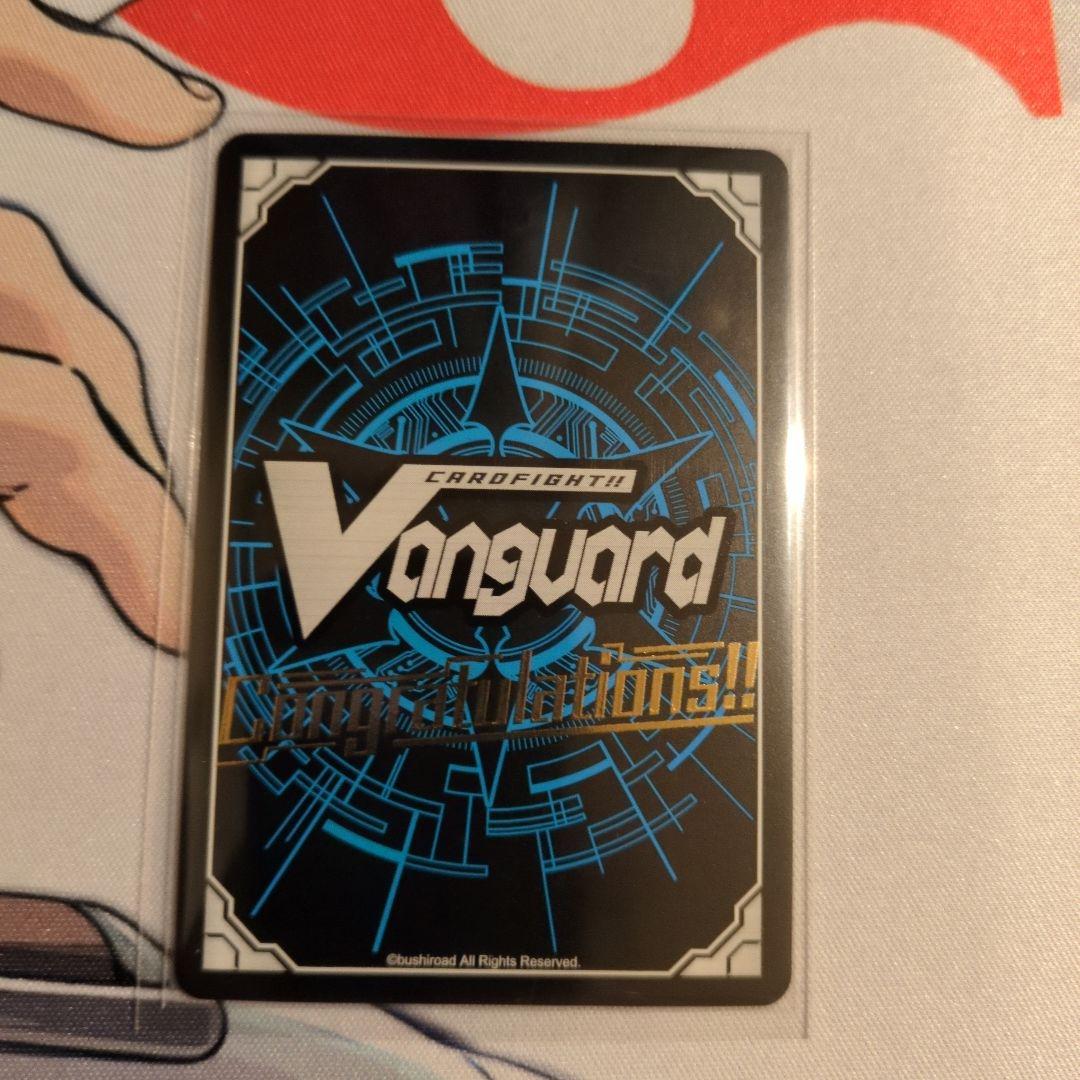 CARDFIGHT!!
Vanguard
Congratulations!!
©bushiroad All Rights Reserved.